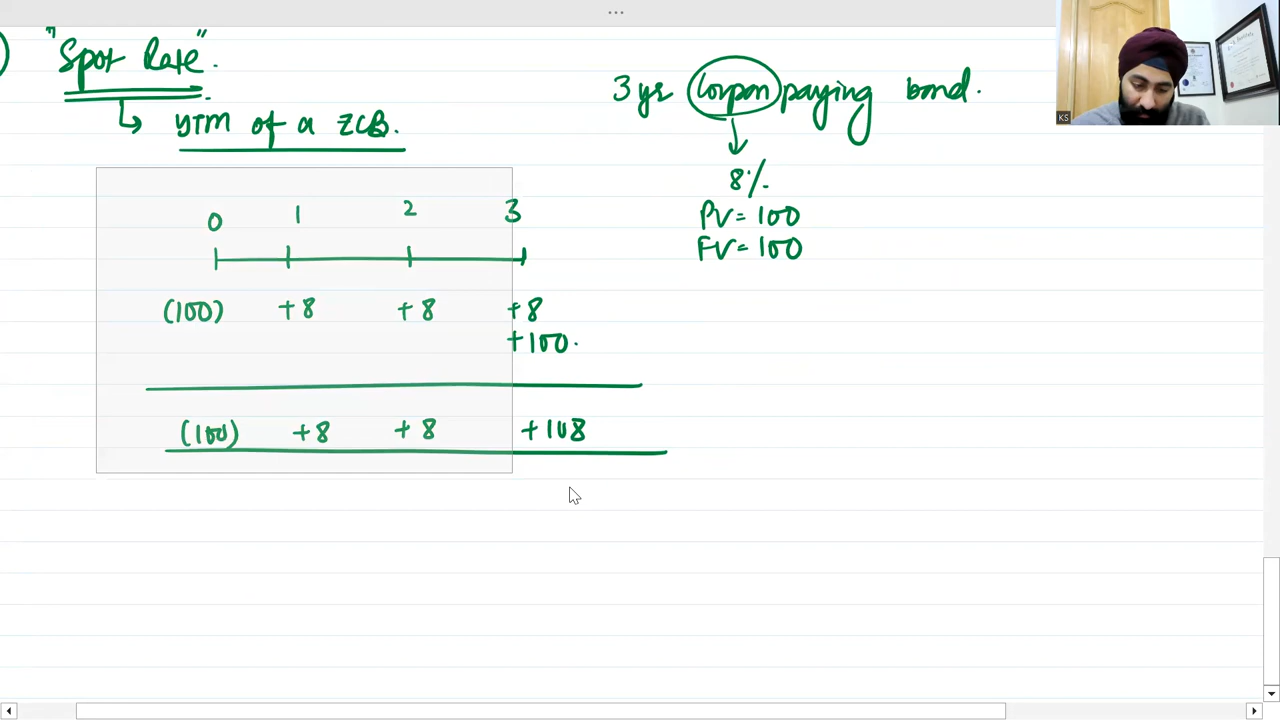 "Spot Rate".
YTM of a ZCB.
3 yr Coupon paying bond.
8%.
PV = 100
FV = 100
0 1 2 3
(100) +8 +8 +8
+100.
(100) +8 +8 +108
KS